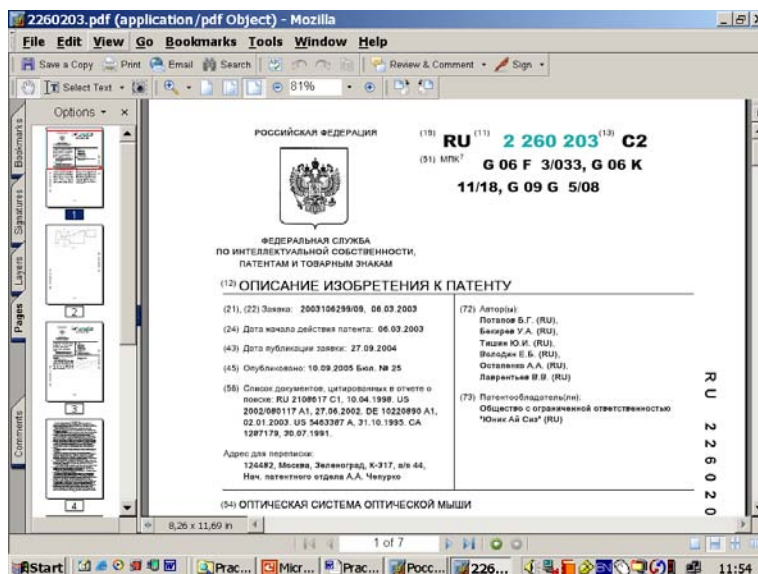 2260203.pdf (application/pdf Object) - Mozilla
File Edit View Go Bookmarks Tools Window Help
Save a Copy Print Email Search Review & Comment Sign
Select Text 81%
Options
Bookmarks
Signatures
Layers
Pages
Comments
1
2
3
4
РОССИЙСКАЯ ФЕДЕРАЦИЯ
(19) RU (11) 2 260 203 (13) C2
(51) МПК7 G 06 F 3/033, G 06 K
11/18, G 09 G 5/08
ФЕДЕРАЛЬНАЯ СЛУЖБА
ПО ИНТЕЛЛЕКТУАЛЬНОЙ СОБСТВЕННОСТИ,
ПАТЕНТАМ И ТОВАРНЫМ ЗНАКАМ
(12) ОПИСАНИЕ ИЗОБРЕТЕНИЯ К ПАТЕНТУ
(21), (22) Заявка: 2003106299/09, 06.03.2003
(24) Дата начала действия патента: 06.03.2003
(43) Дата публикации заявки: 27.09.2004
(45) Опубликовано: 10.09.2005 Бюл. № 25
(56) Список документов, цитированных в отчете о
поиске: RU 2108617 C1, 10.04.1998. US
2002/080117 A1, 27.06.2002. DE 10220890 A1,
02.01.2003. US 5463387 A, 31.10.1995. CA
1287179, 30.07.1991.
Адрес для переписки:
124482, Москва, Зеленоград, К-317, а/я 44,
Нач. патентного отдела А.А. Чепурко
(72) Автор(ы):
Потапов Б.Г. (RU),
Бекирев У.А. (RU),
Тишин Ю.И. (RU),
Володин Е.Б. (RU),
Остапенко А.А. (RU),
Лаврентьев В.В. (RU)
(73) Патентообладатель(ли):
Общество с ограниченной ответственностью
"Юник Ай Сиз" (RU)
(54) ОПТИЧЕСКАЯ СИСТЕМА ОПТИЧЕСКОЙ МЫШИ
RU 226020
8,26 x 11,69 in
1 of 7
Start Prac... Micr... Prac... Росс... 226... EN 11:54